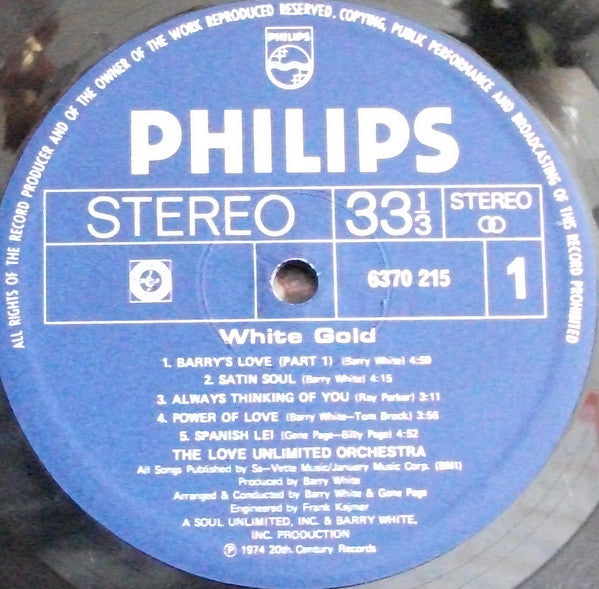 ALL RIGHTS OF THE RECORD PRODUCER AND OF THE OWNER OF THE WORK REPRODUCED RESERVED. COPYING, PUBLIC PERFORMANCE AND BROADCASTING OF THIS RECORD PROHIBITED
PHILIPS
PHILIPS
STEREO 33 1/3 STEREO
6370 215 1
White Gold
1. BARRY'S LOVE (PART 1) (Barry White) 4:59
2. SATIN SOUL (Barry White) 4:15
3. ALWAYS THINKING OF YOU (Ray Parker) 3:11
4. POWER OF LOVE (Barry White—Tom Brock) 3:56
5. SPANISH LEI (Gene Page—Billy Page) 4:52
THE LOVE UNLIMITED ORCHESTRA
All Songs Published by Sa-Vette Music/January Music Corp. (BMI)
Produced by Barry White
Arranged & Conducted by Barry White & Gene Page
Engineered by Frank Kejmar
A SOUL UNLIMITED, INC. & BARRY WHITE,
INC. PRODUCTION
℗ 1974 20th. Century Records